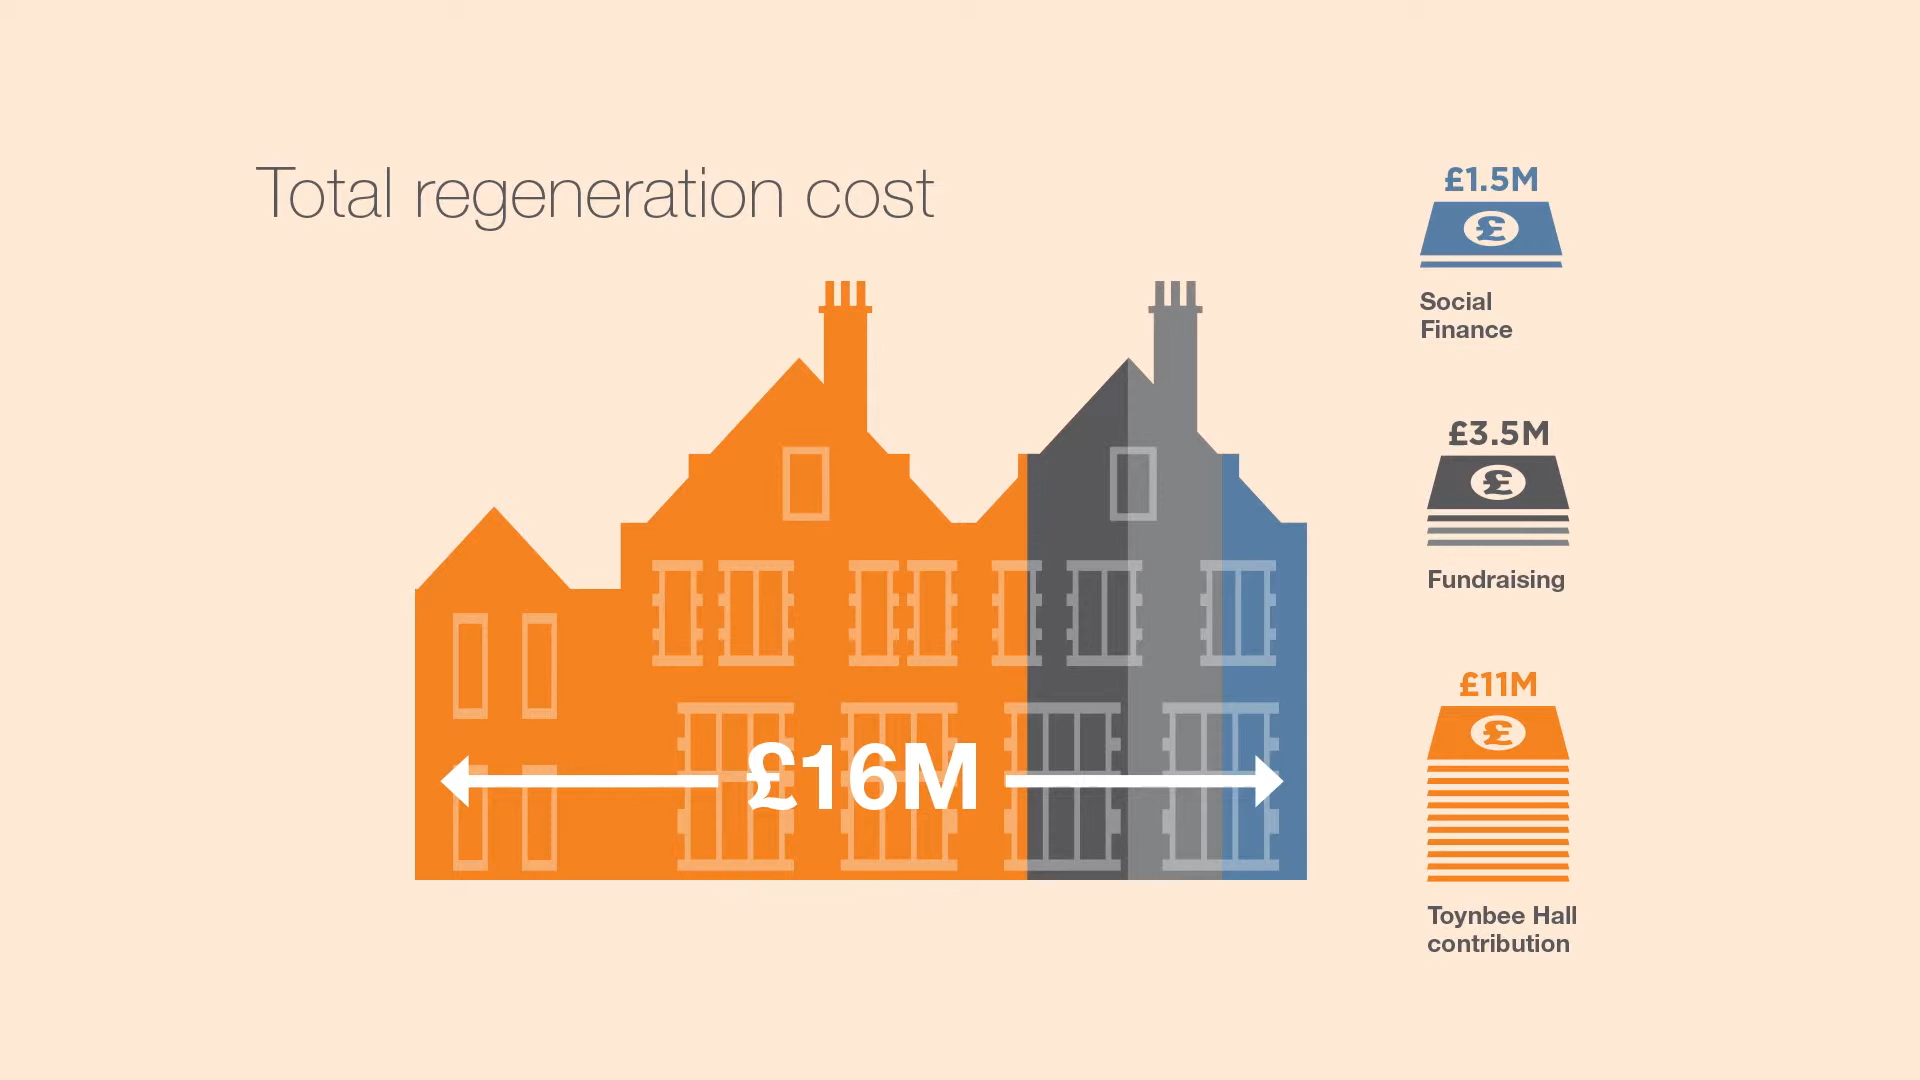 Total regeneration cost
£16M
£1.5M
£
Social
Finance
£3.5M
£
Fundraising
£11M
£
Toynbee Hall
contribution